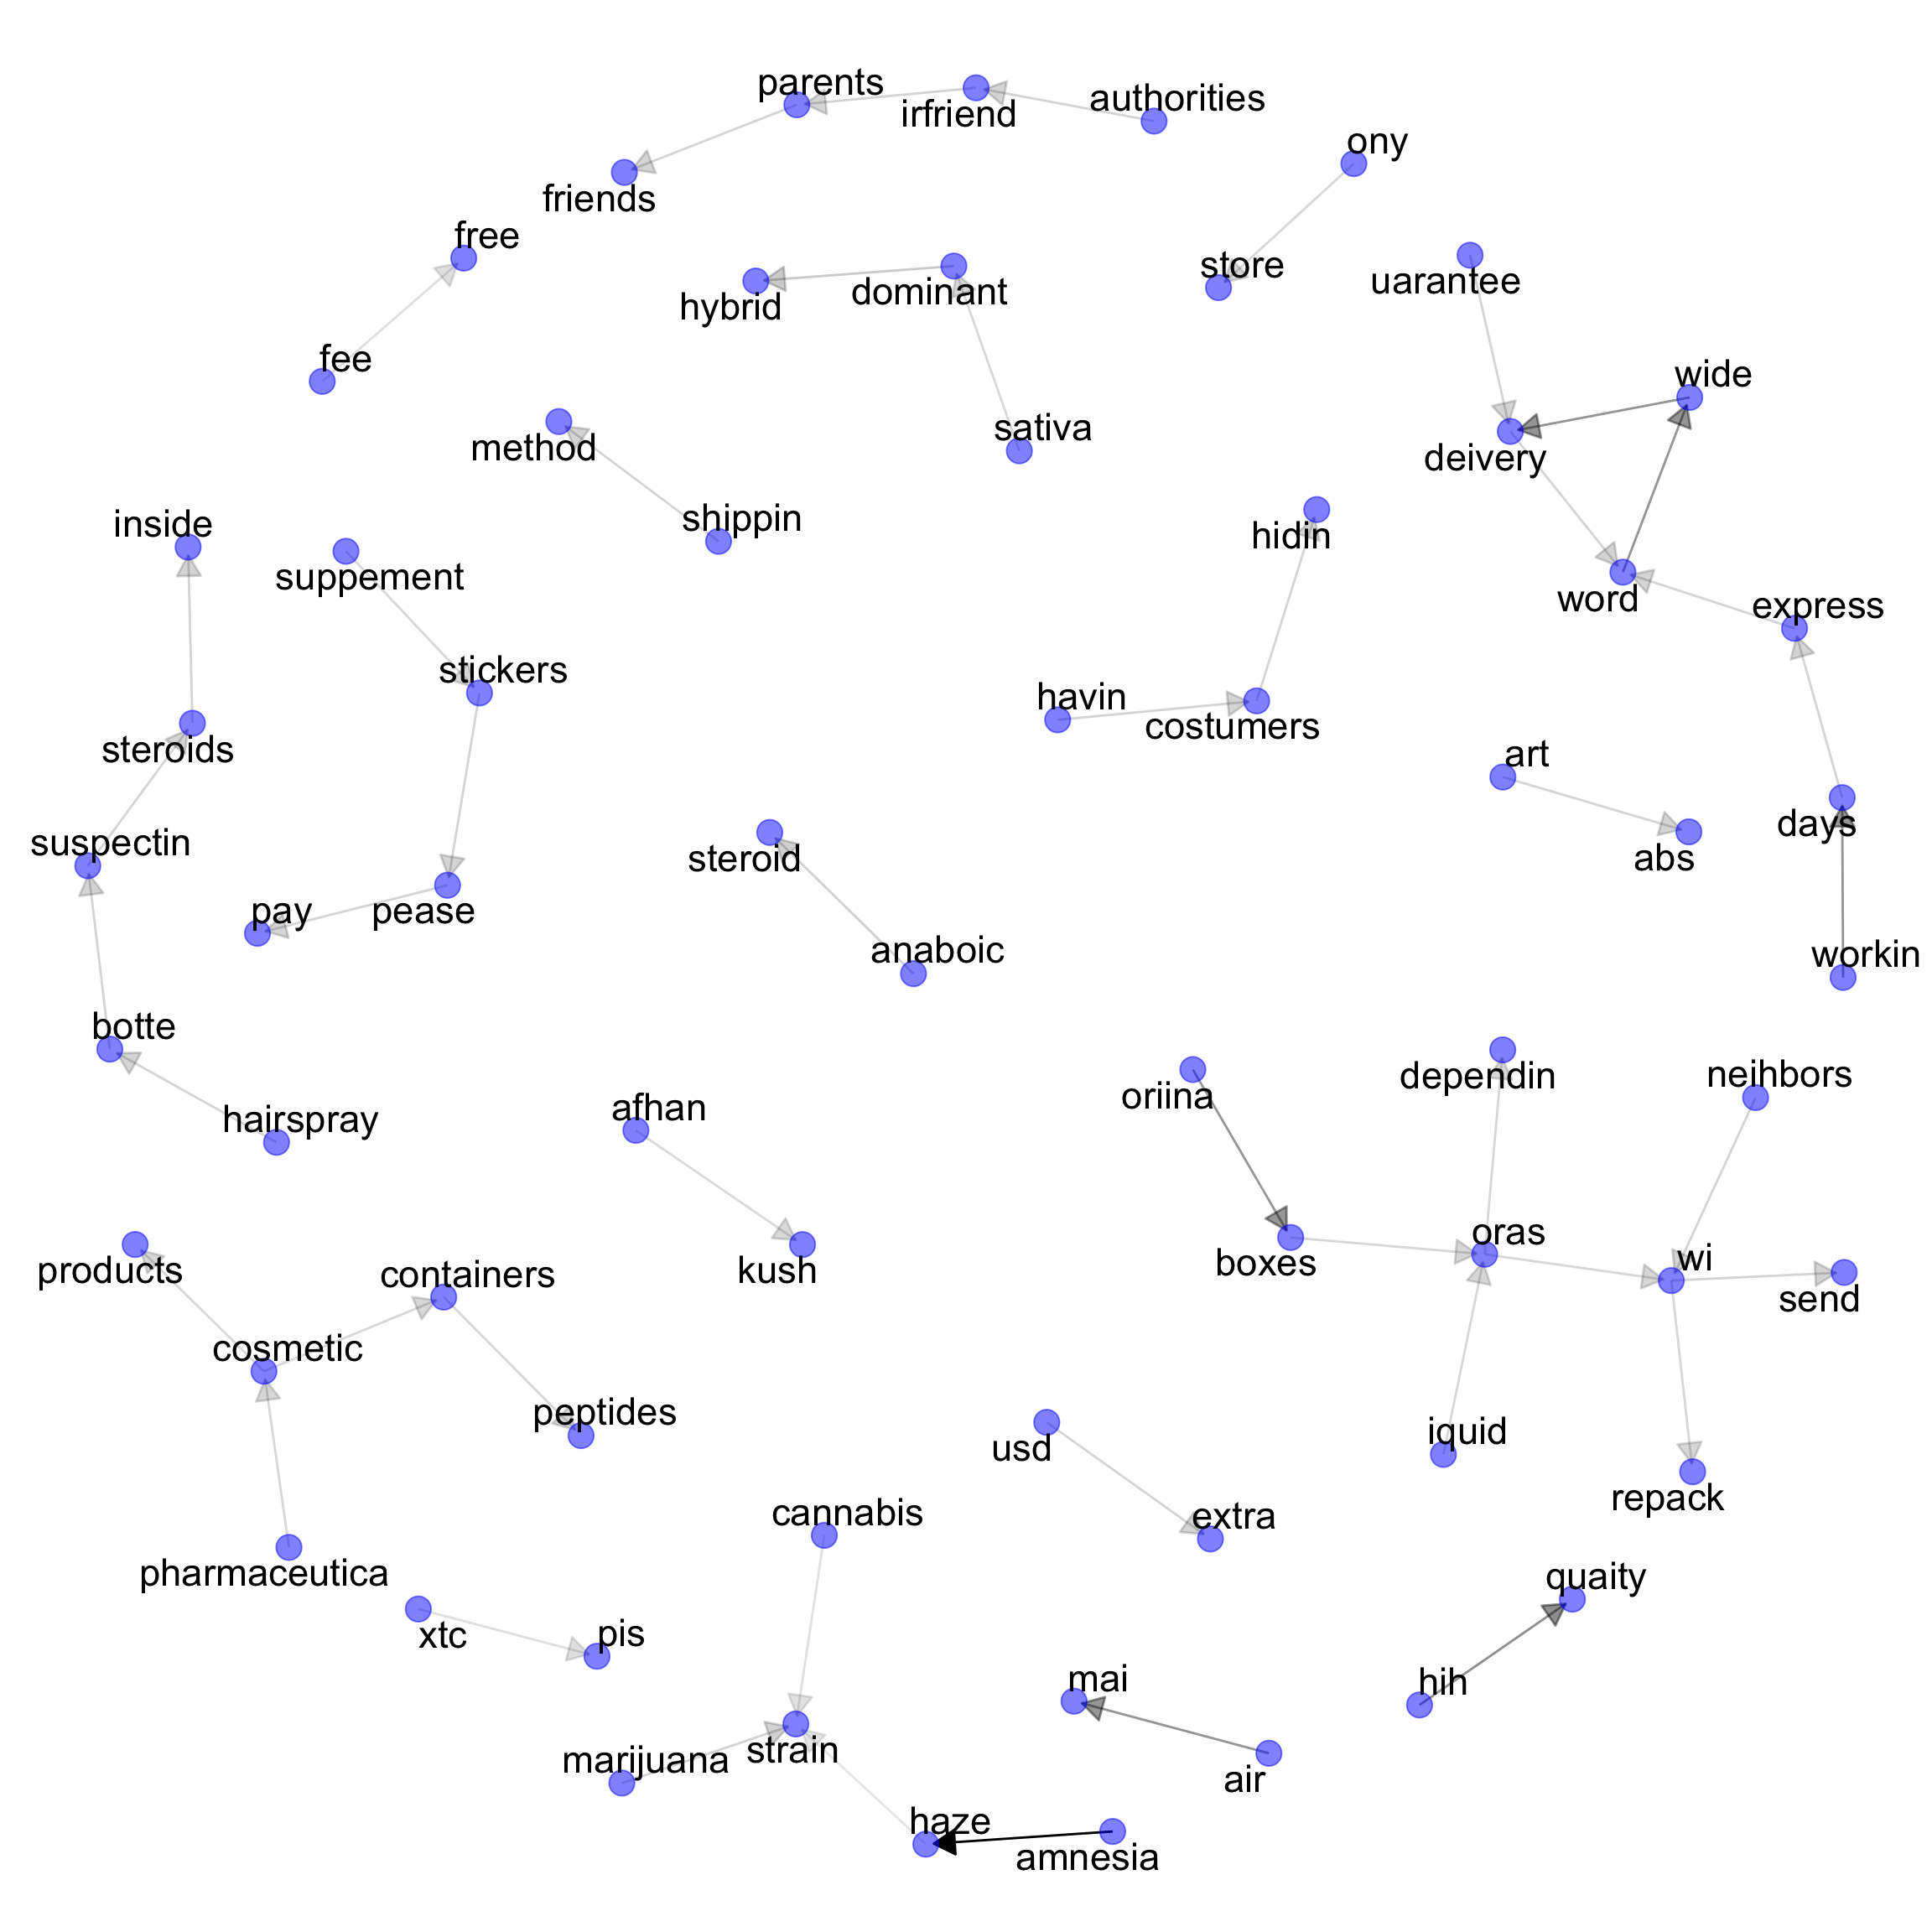 parents
irfriend
authorities
ony
friends
free
store
uarantee
hybrid
dominant
fee
wide
method
sativa
deivery
inside
shippin
hidin
suppement
word
express
stickers
havin
costumers
steroids
art
days
suspectin
steroid
abs
pay
pease
anaboic
workin
botte
hairspray
afhan
oriina
dependin
neihbors
products
containers
kush
boxes
oras
wi
send
cosmetic
peptides
usd
iquid
repack
cannabis
extra
pharmaceutica
xtc
pis
quaity
mai
hih
marijuana
strain
air
haze
amnesia